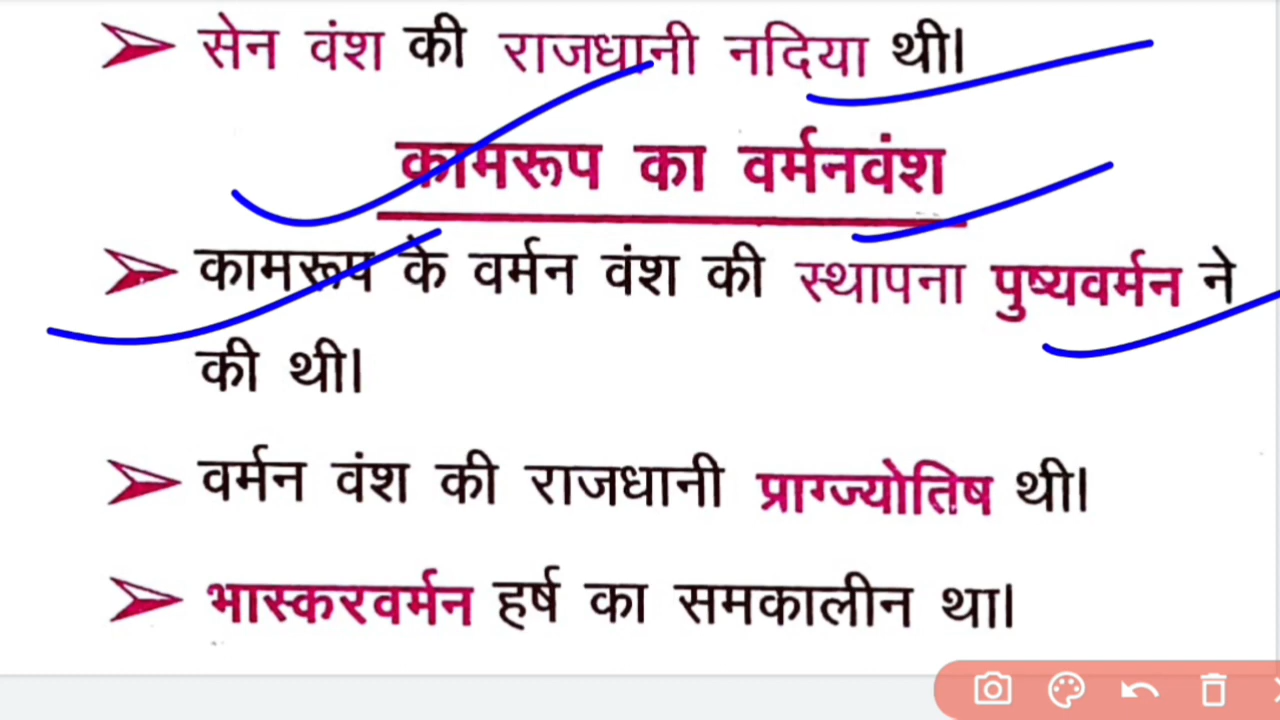 सेन वंश की राजधानी नदिया थी।
कामरूप का वर्मनवंश
कामरूप के वर्मन वंश की स्थापना पुष्यवर्मन ने
की थी।
वर्मन वंश की राजधानी प्राग्ज्योतिष थी।
भास्करवर्मन हर्ष का समकालीन था।